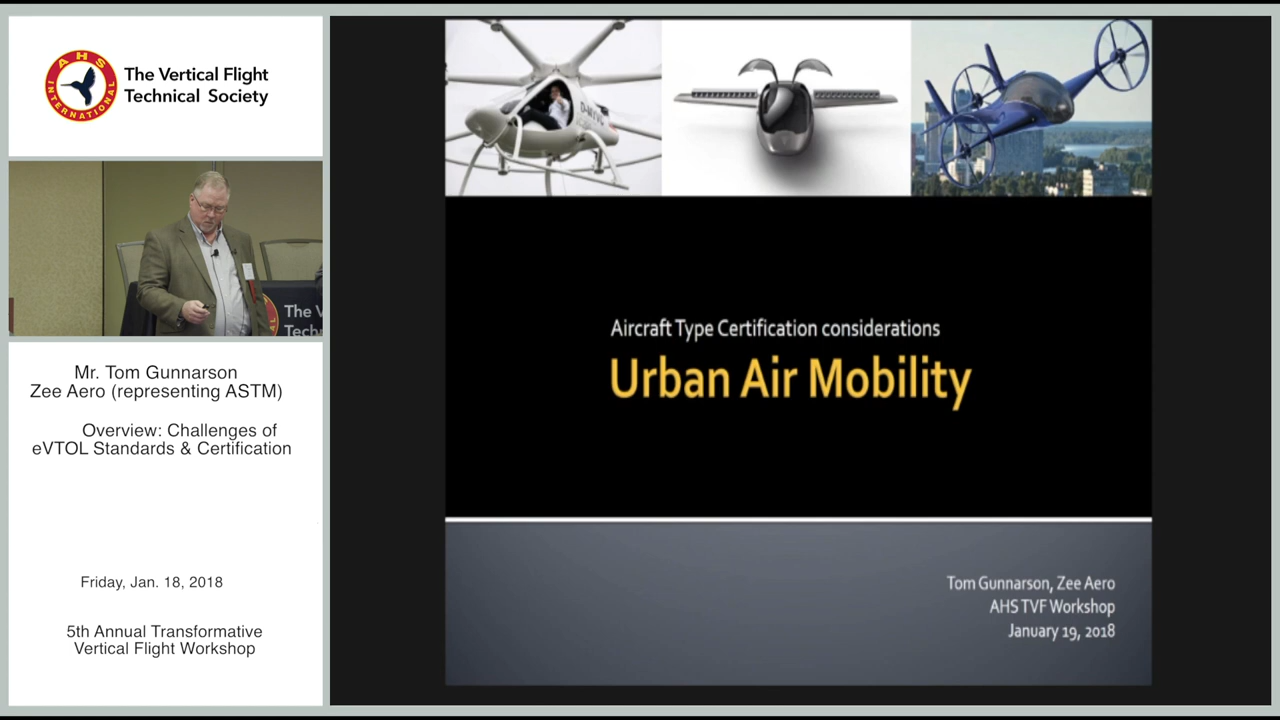 AHS
INTERNATIONAL
The Vertical Flight
Technical Society
The V
Tech
Mr. Tom Gunnarson
Zee Aero (representing ASTM)
Overview: Challenges of
eVTOL Standards & Certification
Friday, Jan. 18, 2018
5th Annual Transformative
Vertical Flight Workshop
Aircraft Type Certification considerations
Urban Air Mobility
Tom Gunnarson, Zee Aero
AHS TVF Workshop
January 19, 2018